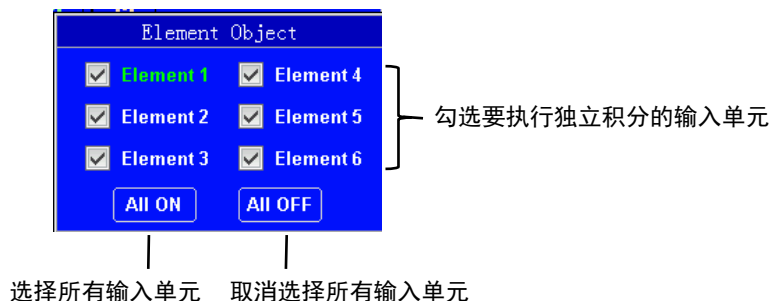 Element Object
Element 1 Element 4
Element 2 Element 5
Element 3 Element 6
勾选要执行独立积分的输入单元
All ON All OFF
选择所有输入单元 取消选择所有输入单元